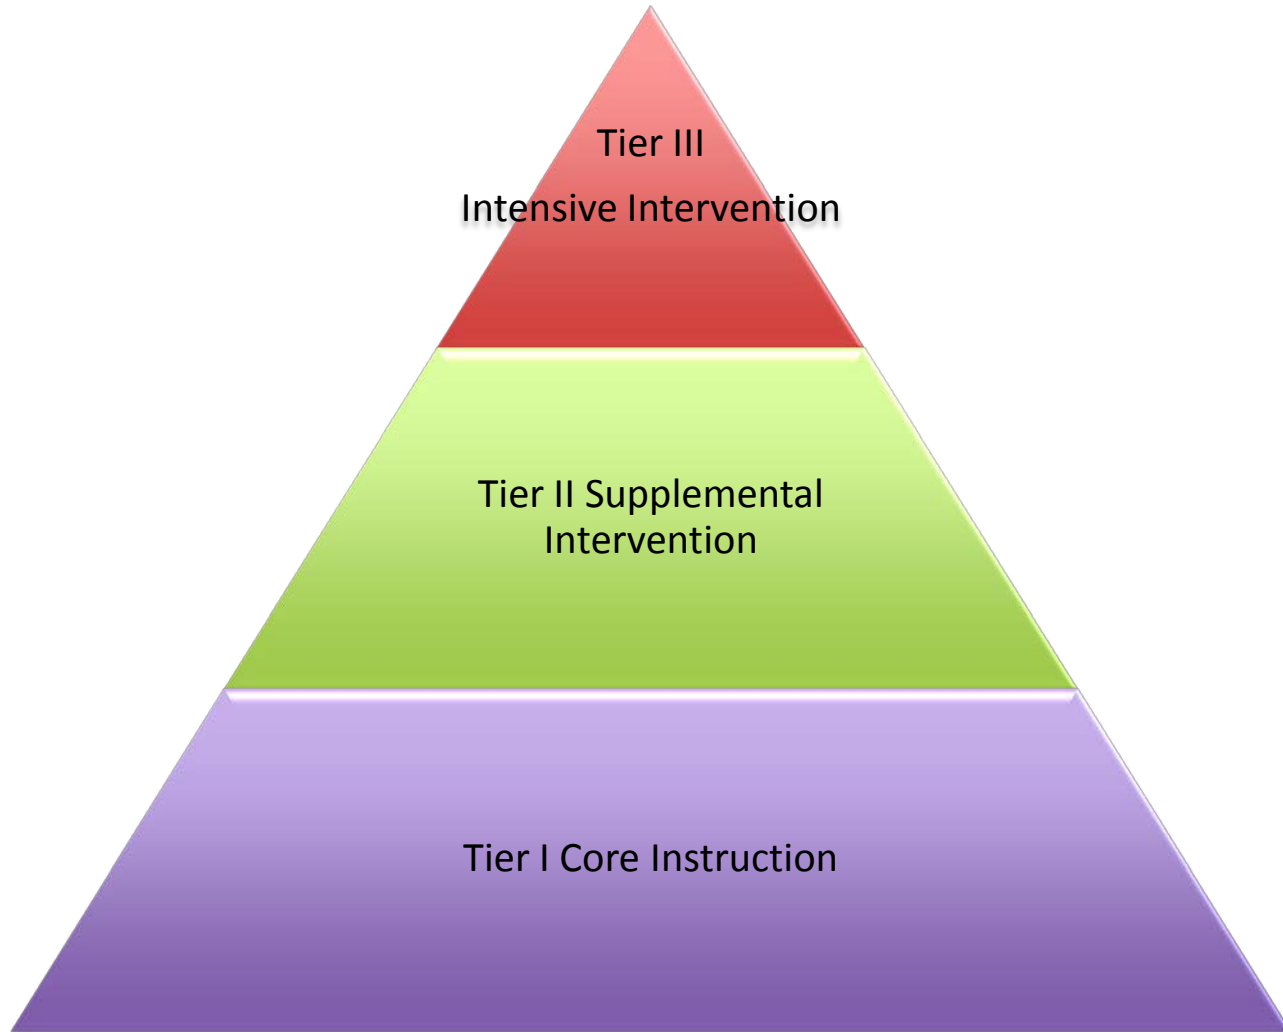 Tier III
Intensive Intervention
Tier II Supplemental
Intervention
Tier I Core Instruction